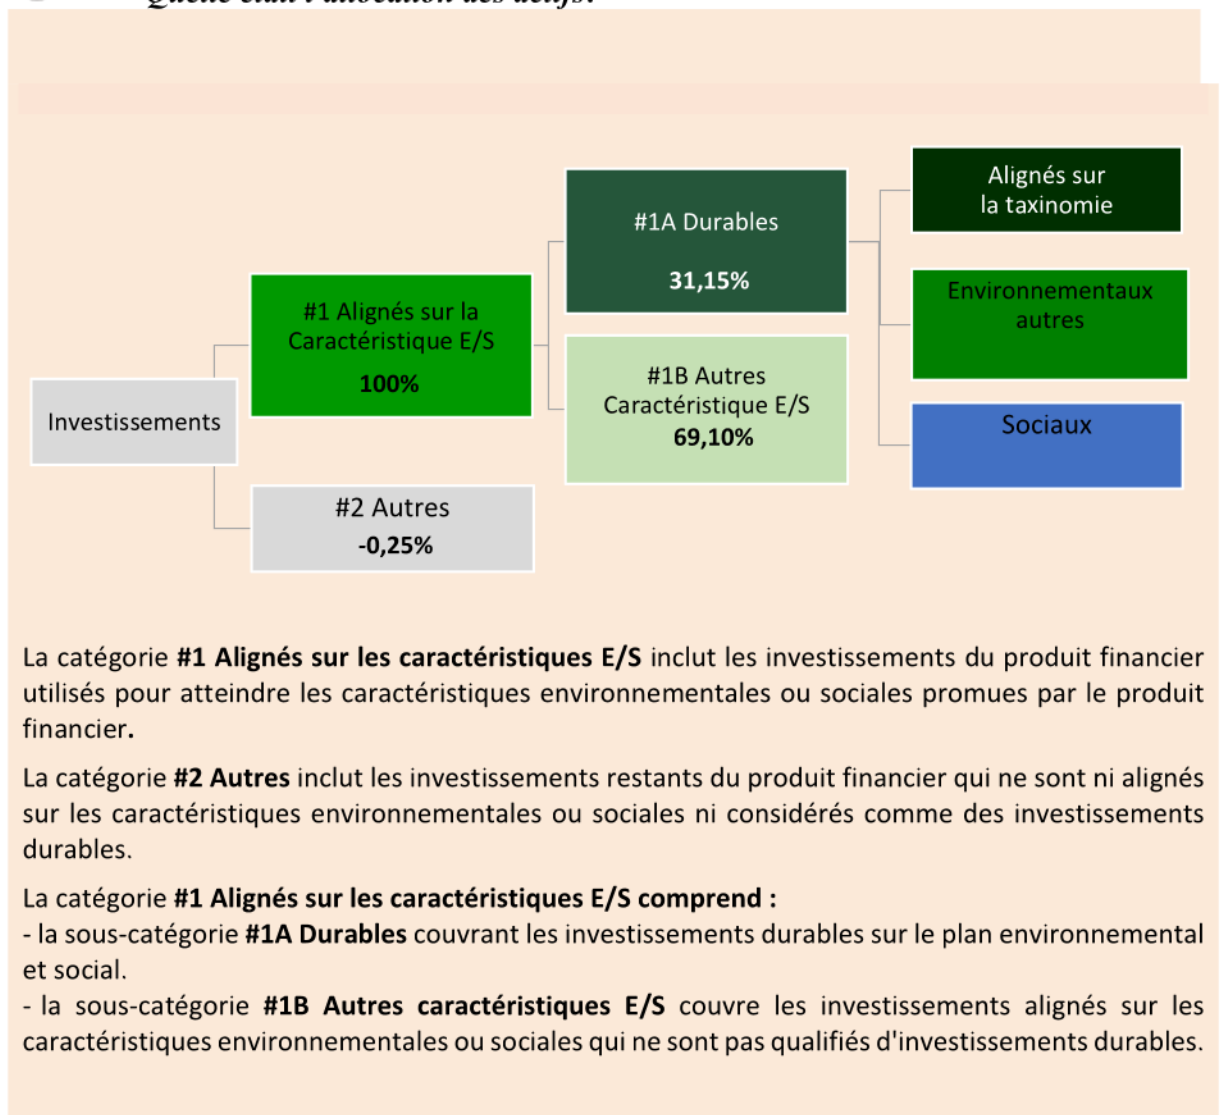 Quelle était l'allocation des actifs?
Alignés sur
la taxinomie
#1A Durables
31,15%
Environnementaux
autres
#1 Alignés sur la
Caractéristique E/S
100%
#1B Autres
Caractéristique E/S
69,10%
Investissements
Sociaux
#2 Autres
-0,25%
La catégorie #1 Alignés sur les caractéristiques E/S inclut les investissements du produit financier
utilisés pour atteindre les caractéristiques environnementales ou sociales promues par le produit
financier.
La catégorie #2 Autres inclut les investissements restants du produit financier qui ne sont ni alignés
sur les caractéristiques environnementales ou sociales ni considérés comme des investissements
durables.
La catégorie #1 Alignés sur les caractéristiques E/S comprend :
- la sous-catégorie #1A Durables couvrant les investissements durables sur le plan environnemental
et social.
- la sous-catégorie #1B Autres caractéristiques E/S couvre les investissements alignés sur les
caractéristiques environnementales ou sociales qui ne sont pas qualifiés d'investissements durables.